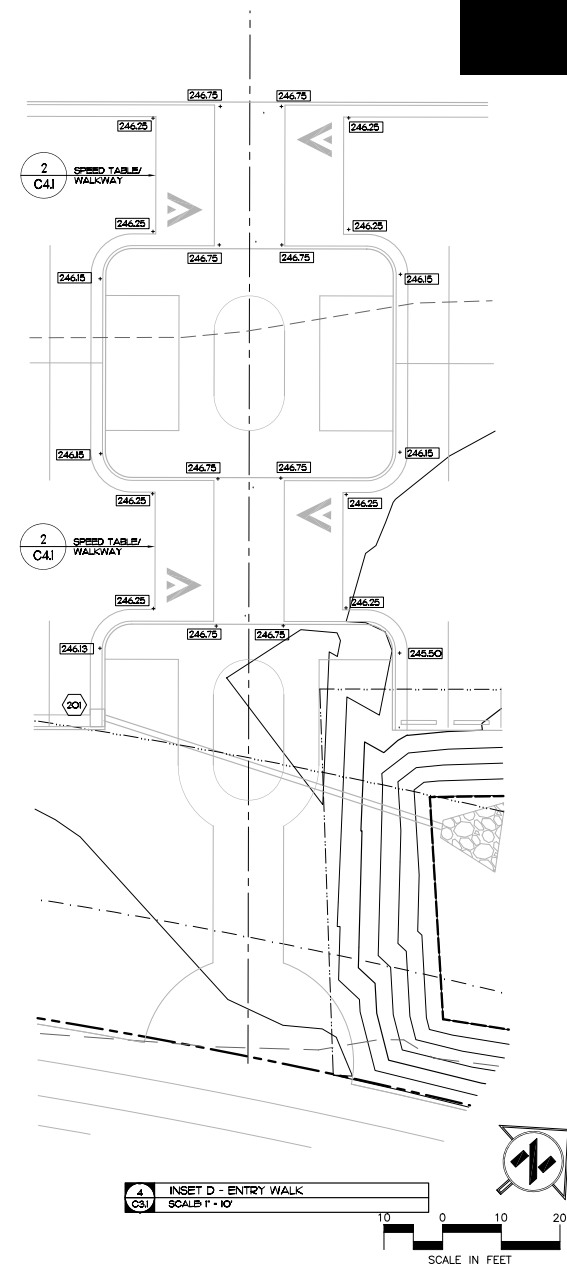 246.75 246.75
246.25 246.25
2
C4.1
SPEED TABLE/
WALKWAY
246.25 246.25
246.75 246.75
246.15 246.15
246.15 246.15
246.75 246.75
246.25 246.25
2
C4.1
SPEED TABLE/
WALKWAY
246.25 246.25
246.75 246.75
246.13 245.50
201
4
C3.1
INSET D - ENTRY WALK
SCALE: 1" - 10'
10 0 10 20
SCALE IN FEET